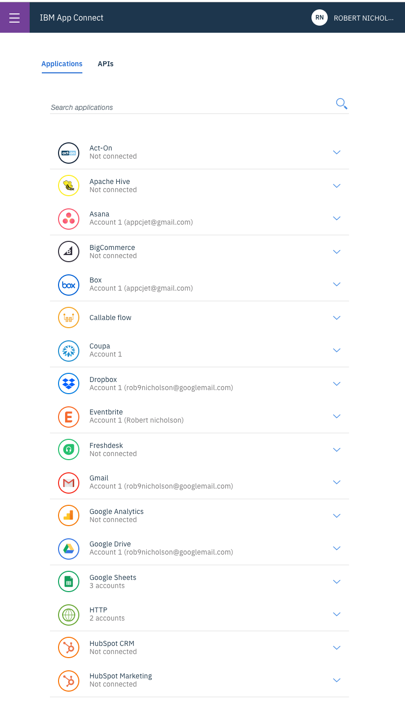 IBM App Connect
RN
ROBERT NICHOL...
Applications
APIs
Search applications
Act-On
Not connected
Apache Hive
Not connected
Asana
Account 1 (appcjet@gmail.com)
BigCommerce
Not connected
box
Box
Account 1 (appcjet@gmail.com)
Callable flow
Coupa
Account 1
Dropbox
Account 1 (rob9nicholson@googlemail.com)
E
Eventbrite
Account 1 (Robert nicholson)
Freshdesk
Not connected
Gmail
Account 1 (rob9nicholson@googlemail.com)
Google Analytics
Not connected
Google Drive
Account 1 (rob9nicholson@googlemail.com)
Google Sheets
3 accounts
HTTP
2 accounts
HubSpot CRM
Not connected
HubSpot Marketing
Not connected